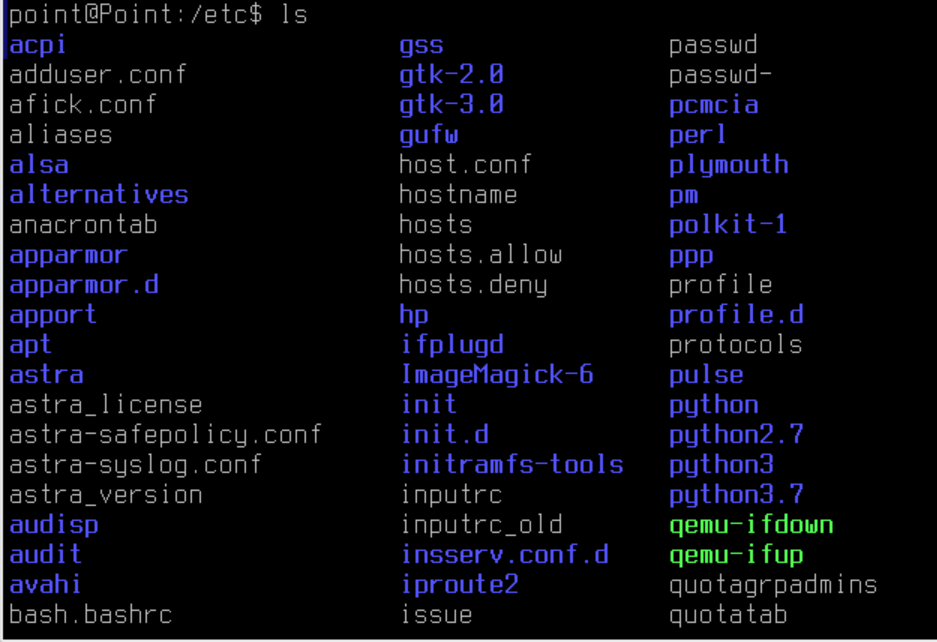 point@Point:/etc$ ls
acpi gss passwd
adduser.conf gtk-2.0 passwd-
afick.conf gtk-3.0 pcmcia
aliases gufw perl
alsa host.conf plymouth
alternatives hostname pm
anacrontab hosts polkit-1
apparmor hosts.allow ppp
apparmor.d hosts.deny profile
apport hp profile.d
apt ifplugd protocols
astra ImageMagick-6 pulse
astra_license init python
astra-safepolicy.conf init.d python2.7
astra-syslog.conf initramfs-tools python3
astra_version inputrc python3.7
audisp inputrc_old qemu-ifdown
audit insserv.conf.d qemu-ifup
avahi iproute2 quotagrpadmins
bash.bashrc issue quotatab